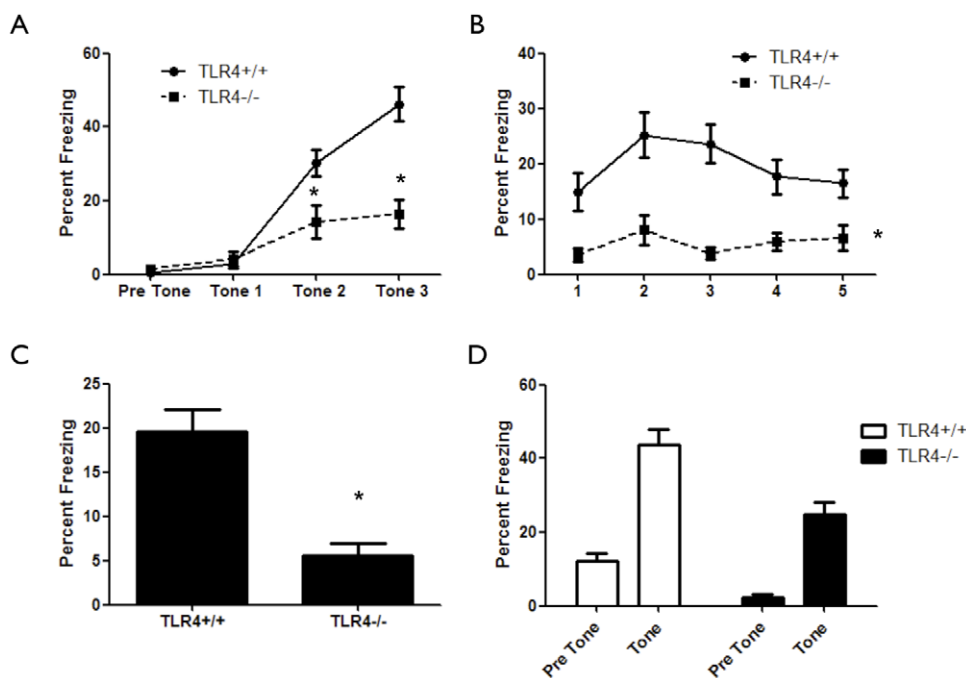 A
Percent Freezing
60
40
20
0
TLR4+/+
TLR4-/-
*
*
Pre Tone Tone 1 Tone 2 Tone 3
B
Percent Freezing
40
30
20
10
0
TLR4+/+
TLR4-/-
*
1 2 3 4 5
C
Percent Freezing
25
20
15
10
5
0
*
TLR4+/+ TLR4-/-
D
Percent Freezing
60
40
20
0
TLR4+/+
TLR4-/-
Pre Tone Tone Pre Tone Tone